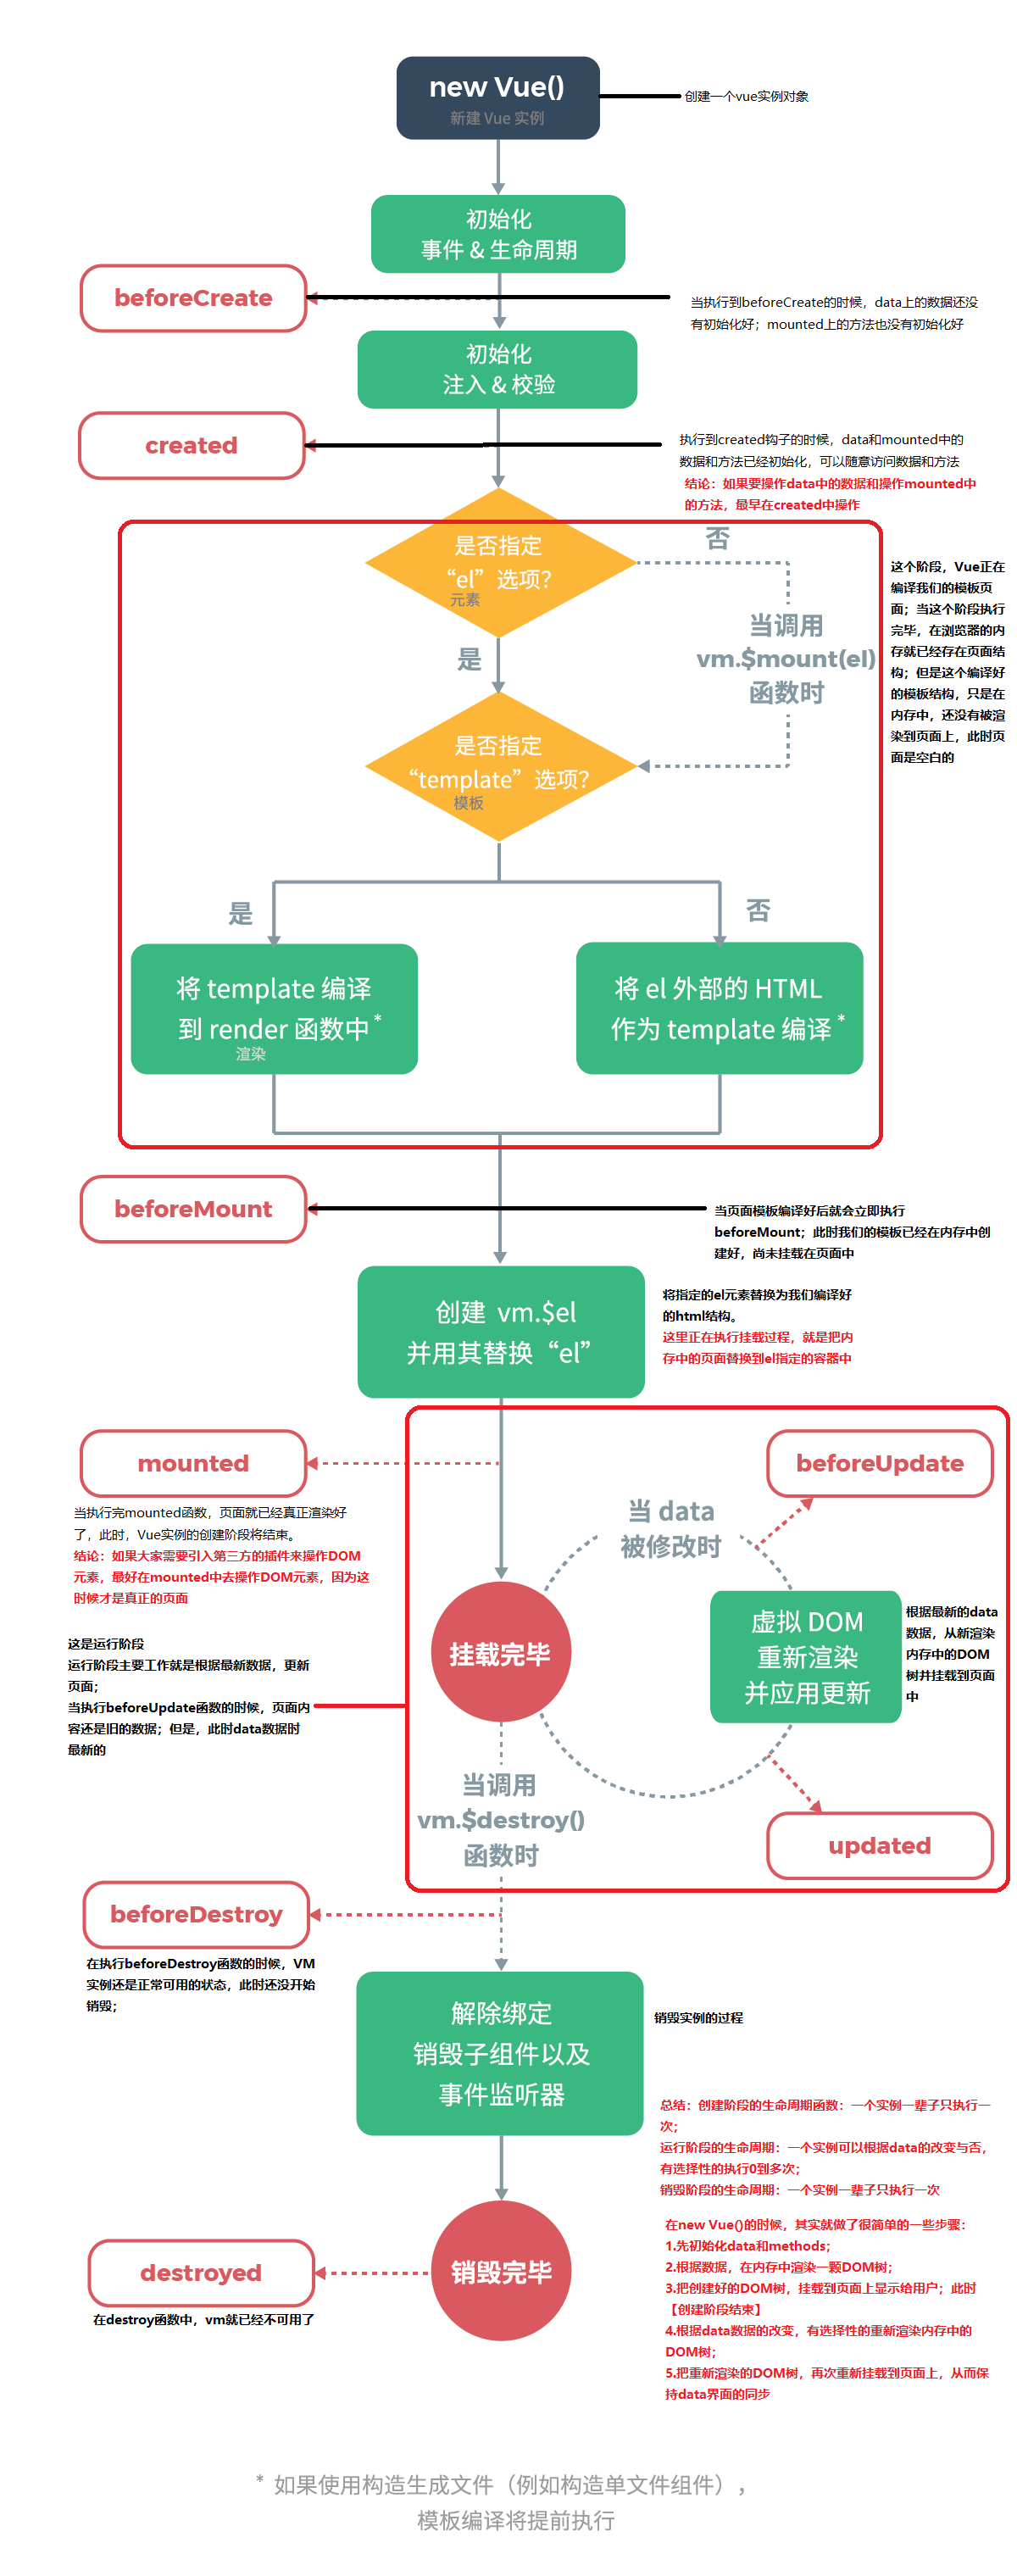 new Vue()
新建 Vue 实例
创建一个vue实例对象
初始化
事件 & 生命周期
beforeCreate
当执行到beforeCreate的时候，data上的数据还没
有初始化好；mounted上的方法也没有初始化好
初始化
注入 & 校验
created
执行到created钩子的时候，data和mounted中的
数据和方法已经初始化，可以随意访问数据和方法
结论：如果要操作data中的数据和操作mounted中
的方法，最早在created中操作
是否指定
“el”选项？
元素
否
是
当调用
vm.$mount(el)
函数时
这个阶段，Vue正在
编译我们的模板页
面；当这个阶段执行
完毕，在浏览器的内
存就已经存在页面结
构；但是这个编译好
的模板结构，只是在
内存中，还没有被渲
染到页面上，此时页
面是空白的
是否指定
“template”选项？
模板
是
否
将 template 编译
到 render 函数中*
渲染
将 el 外部的 HTML
作为 template 编译*
beforeMount
当页面模板编译好后就会立即执行
beforeMount；此时我们的模板已经在内存中创
建好，尚未挂载在页面中
创建 vm.$el
并用其替换“el”
将指定的el元素替换为我们编译好
的html结构。
这里正在执行挂载过程，就是把内
存中的页面替换到el指定的容器中
mounted
当执行完mounted函数，页面就已经真正渲染好
了，此时，Vue实例的创建阶段将结束。
结论：如果大家需要引入第三方的插件来操作DOM
元素，最好在mounted中去操作DOM元素，因为这
时候才是真正的页面
beforeUpdate
当 data
被修改时
挂载完毕
虚拟 DOM
重新渲染
并应用更新
根据最新的data
数据，从新渲染
内存中的DOM
树并挂载到页面
中
这是运行阶段
运行阶段主要工作就是根据最新数据，更新
页面；
当执行beforeUpdate函数的时候，页面内
容还是旧的数据；但是，此时data数据时
最新的
当调用
vm.$destroy()
函数时
updated
beforeDestroy
在执行beforeDestroy函数的时候，VM
实例还是正常可用的状态，此时还没开始
销毁；
解除绑定
销毁子组件以及
事件监听器
销毁实例的过程
总结：创建阶段的生命周期函数：一个实例一辈子只执行一
次；
运行阶段的生命周期：一个实例可以根据data的改变与否，
有选择性的执行0到多次；
销毁阶段的生命周期：一个实例一辈子只执行一次
在new Vue()的时候，其实就做了很简单的一些步骤：
1.先初始化data和methods；
2.根据数据，在内存中渲染一颗DOM树；
3.把创建好的DOM树，挂载到页面上显示给用户；此时
【创建阶段结束】
4.根据data数据的改变，有选择性的重新渲染内存中的
DOM树；
5.把重新渲染的DOM树，再次重新挂载到页面上，从而保
持data界面的同步
destroyed
销毁完毕
在destroy函数中，vm就已经不可用了
* 如果使用构造生成文件（例如构造单文件组件），
模板编译将提前执行